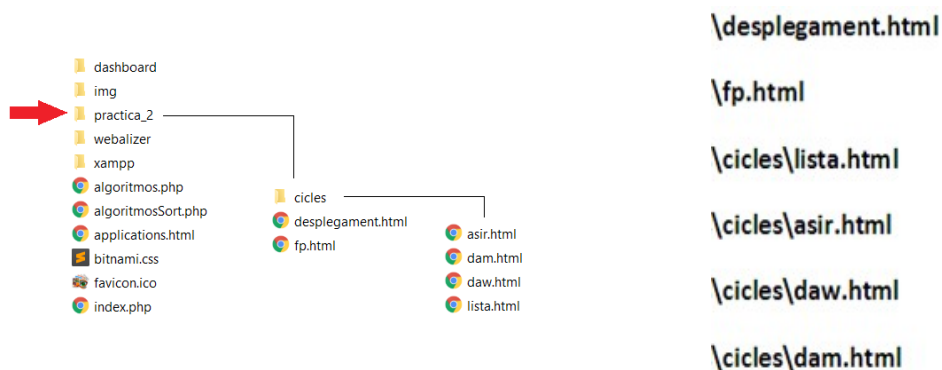 dashboard
img
practica_2
webalizer
xampp
algoritmos.php
algoritmosSort.php
applications.html
bitnami.css
favicon.ico
index.php
cicles
desplegament.html
fp.html
asir.html
dam.html
daw.html
lista.html
\desplegament.html
\fp.html
\cicles\lista.html
\cicles\asir.html
\cicles\daw.html
\cicles\dam.html